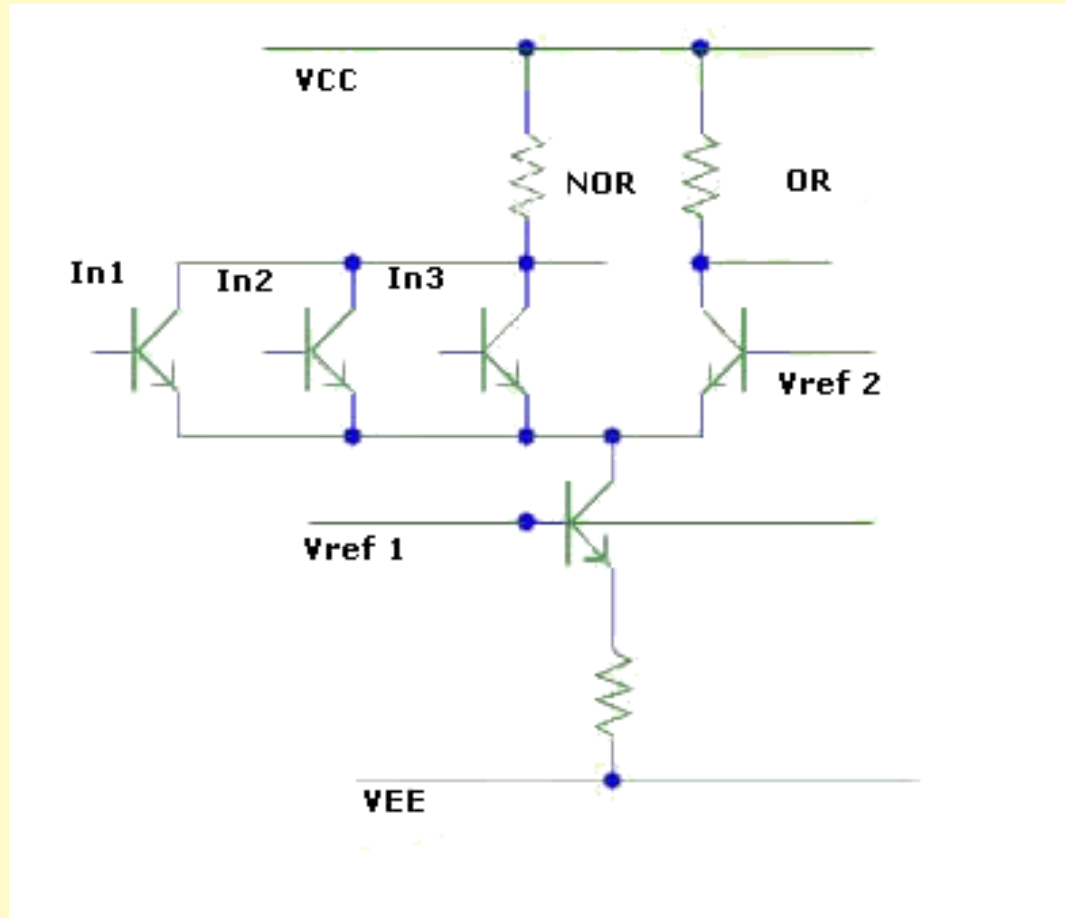 VCC
NOR
OR
In1
In2
In3
Vref 2
Vref 1
VEE